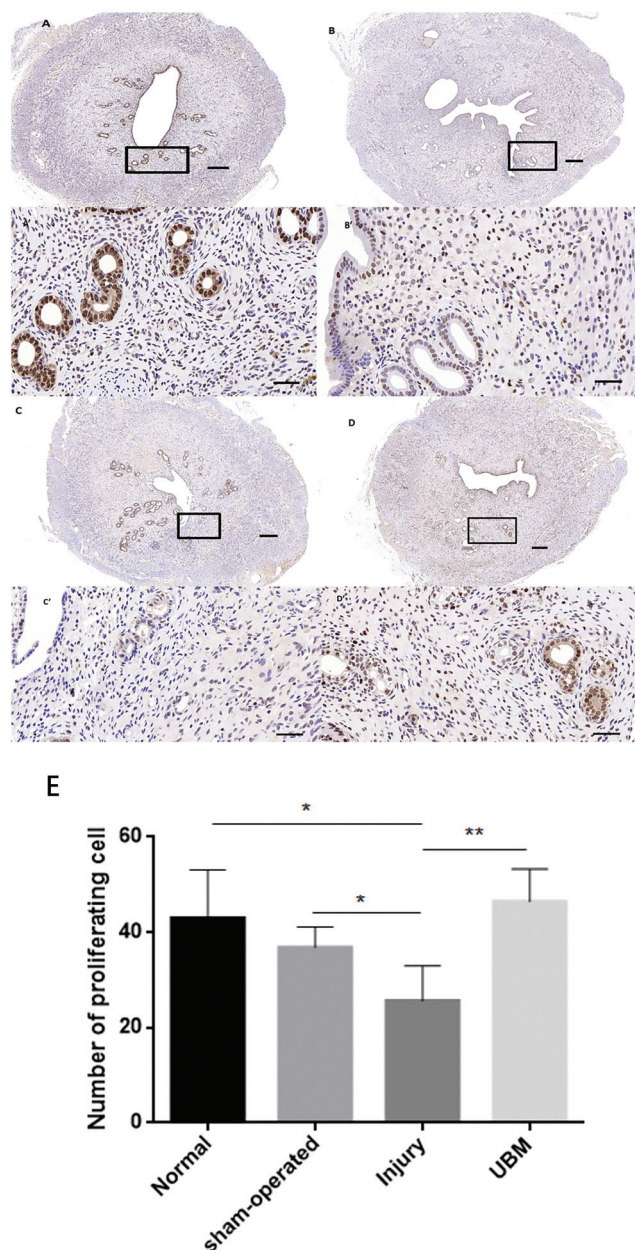 A
B
A'
B'
C
D
C'
D'
E
*
**
*
60
40
20
0
Number of proliferating cell
Normal
sham-operated
Injury
UBM